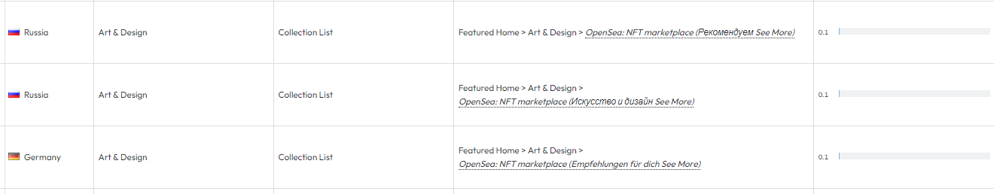 Russia
Art & Design
Collection List
Featured Home > Art & Design > OpenSea: NFT marketplace (Рекомендуем See More)
0.1
Russia
Art & Design
Collection List
Featured Home > Art & Design >
OpenSea: NFT marketplace (Искусство и дизайн See More)
0.1
Germany
Art & Design
Collection List
Featured Home > Art & Design >
OpenSea: NFT marketplace (Empfehlungen für dich See More)
0.1